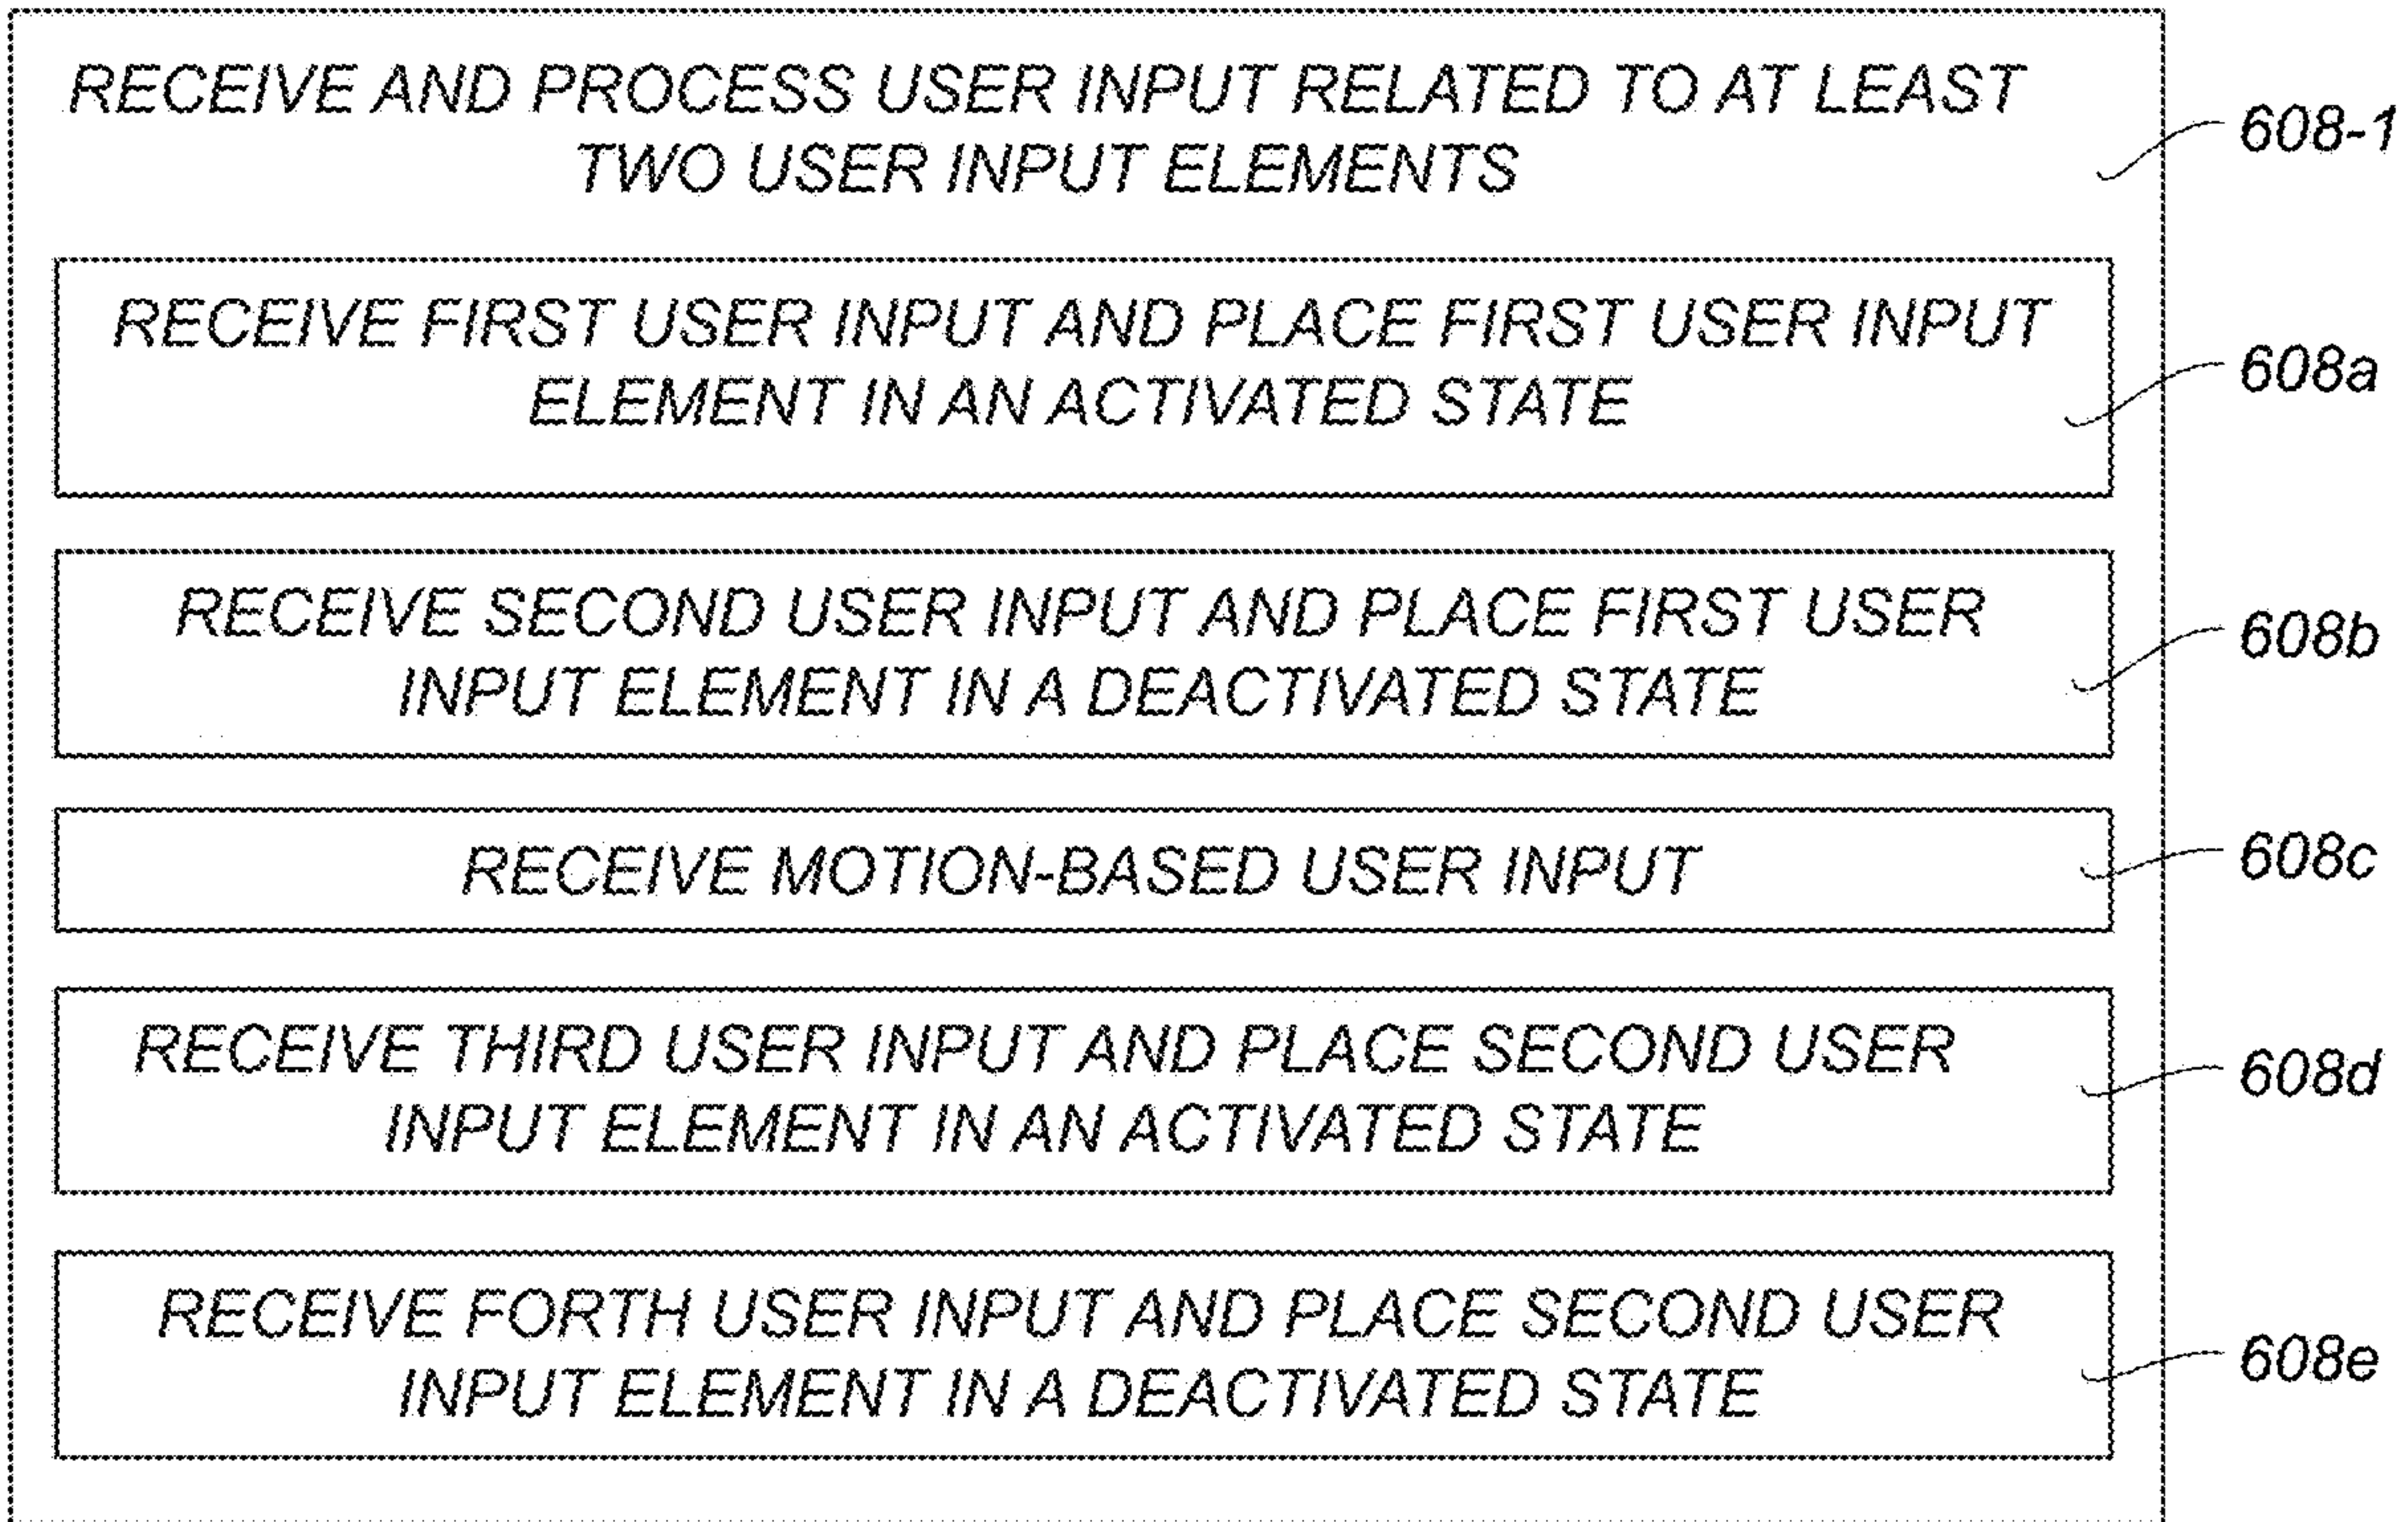 RECEIVE AND PROCESS USER INPUT RELATED TO AT LEAST
TWO USER INPUT ELEMENTS
608-1
RECEIVE FIRST USER INPUT AND PLACE FIRST USER INPUT
ELEMENT IN AN ACTIVATED STATE
608a
RECEIVE SECOND USER INPUT AND PLACE FIRST USER
INPUT ELEMENT IN A DEACTIVATED STATE
608b
RECEIVE MOTION-BASED USER INPUT
608c
RECEIVE THIRD USER INPUT AND PLACE SECOND USER
INPUT ELEMENT IN AN ACTIVATED STATE
608d
RECEIVE FORTH USER INPUT AND PLACE SECOND USER
INPUT ELEMENT IN A DEACTIVATED STATE
608e